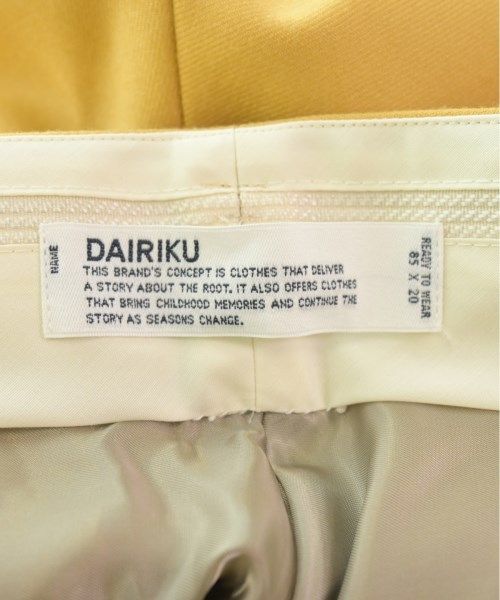 NAME
DAIRIKU
THIS BRAND'S CONCEPT IS CLOTHES THAT DELIVER
A STORY ABOUT THE ROOT. IT ALSO OFFERS CLOTHES
THAT BRING CHILDHOOD MEMORIES AND CONTINUE THE
STORY AS SEASONS CHANGE.
READY TO WEAR
85 X 20